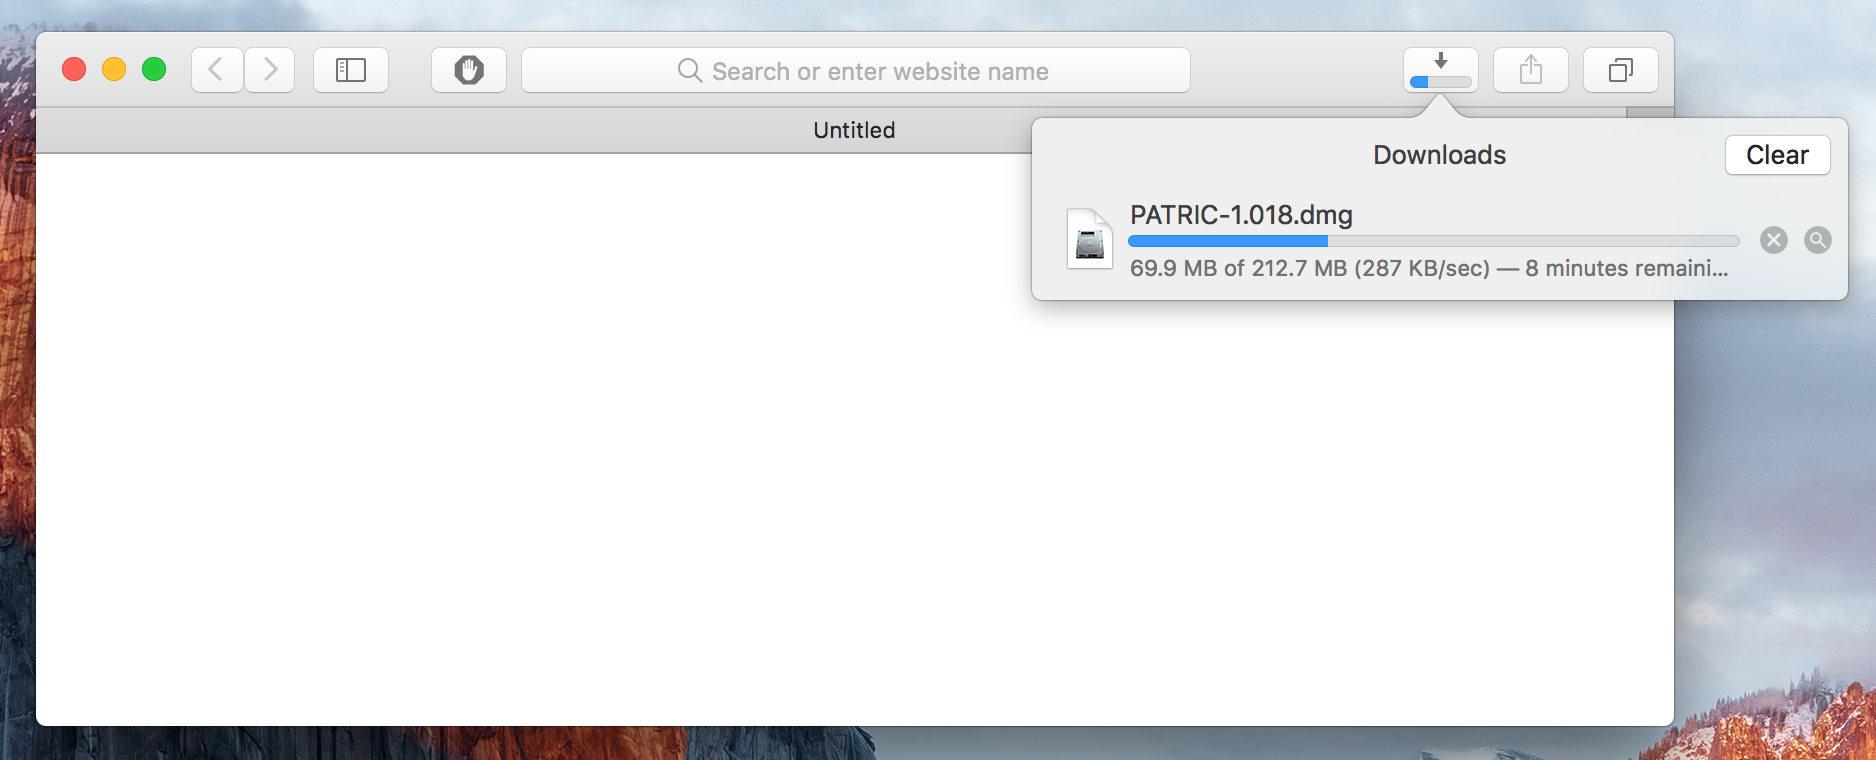 Search or enter website name
Untitled
Downloads
Clear
PATRIC-1.018.dmg
69.9 MB of 212.7 MB (287 KB/sec) — 8 minutes remaini...